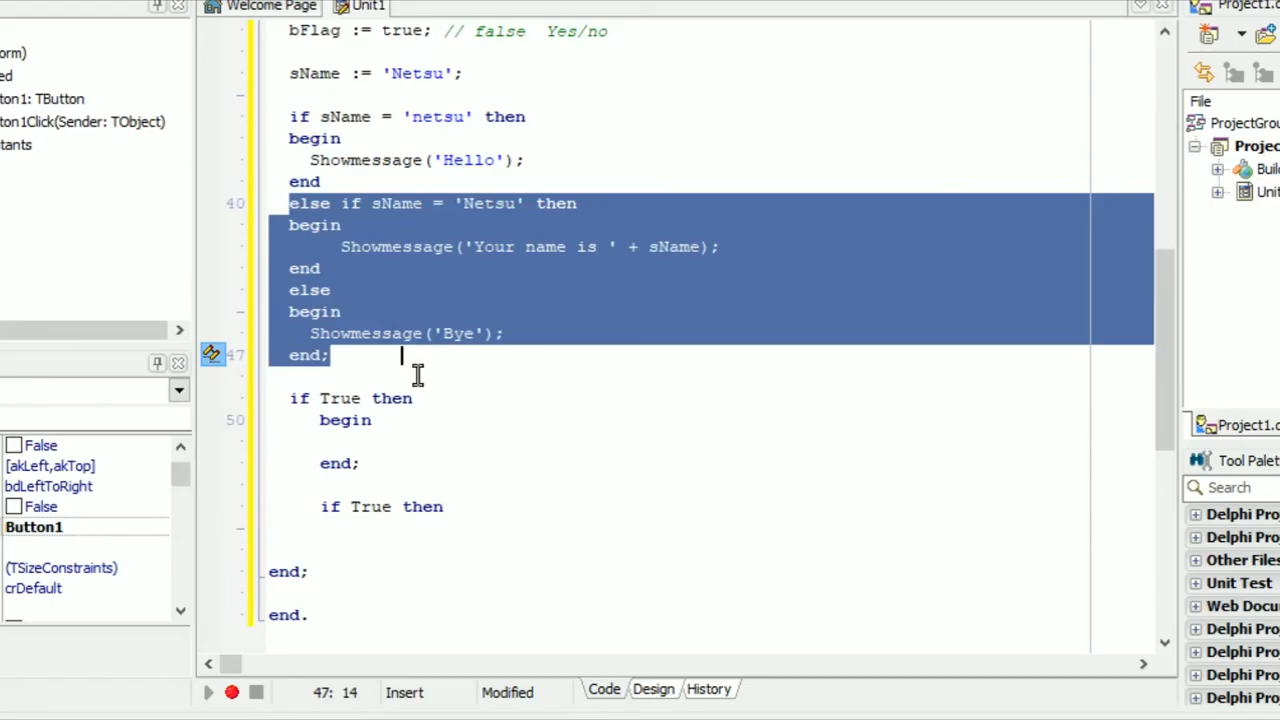 Welcome Page
Unit1
Project1.
bFlag := true; // false  Yes/no
sName := 'Netsu';
if sName = 'netsu' then
begin
Showmessage('Hello');
end
40
else if sName = 'Netsu' then
begin
Showmessage('Your name is ' + sName);
end
else
begin
Showmessage('Bye');
47
end;
if True then
50
begin
end;
if True then
end;
end.
orm)
ed
ton1: TButton
ton1Click(Sender: TObject)
tants
False
[akLeft,akTop]
bdLeftToRight
False
Button1
(TSizeConstraints)
crDefault
File
ProjectGrou
Projec
Buil
Unit
Project1.
Tool Palet
Search
Delphi Pro
Delphi Pro
Other Files
Unit Test
Web Docu
Delphi Pro
Delphi Pro
Delphi Pro
Delphi Pro
47: 14
Insert
Modified
Code
Design
History